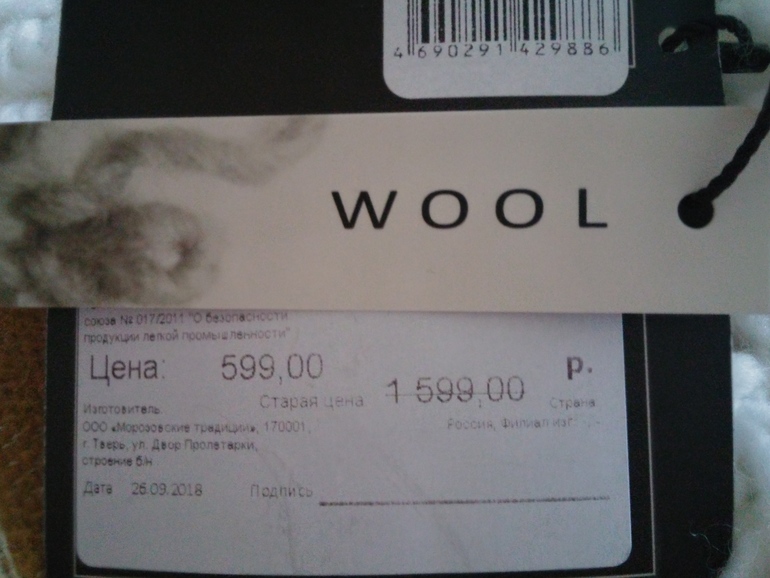 4 690291 429886
WOOL
союза № 017/2011 "О безопасности
продукции легкой промышленности"
Цена: 599,00 р.
Старая цена 1 599,00 Страна
Изготовитель:
ООО «Морозовские традиции», 170001, Россия, Филиал
г. Тверь, ул. Двор Пролетарки,
строение б/н
Дата 26.09.2018 Подпись